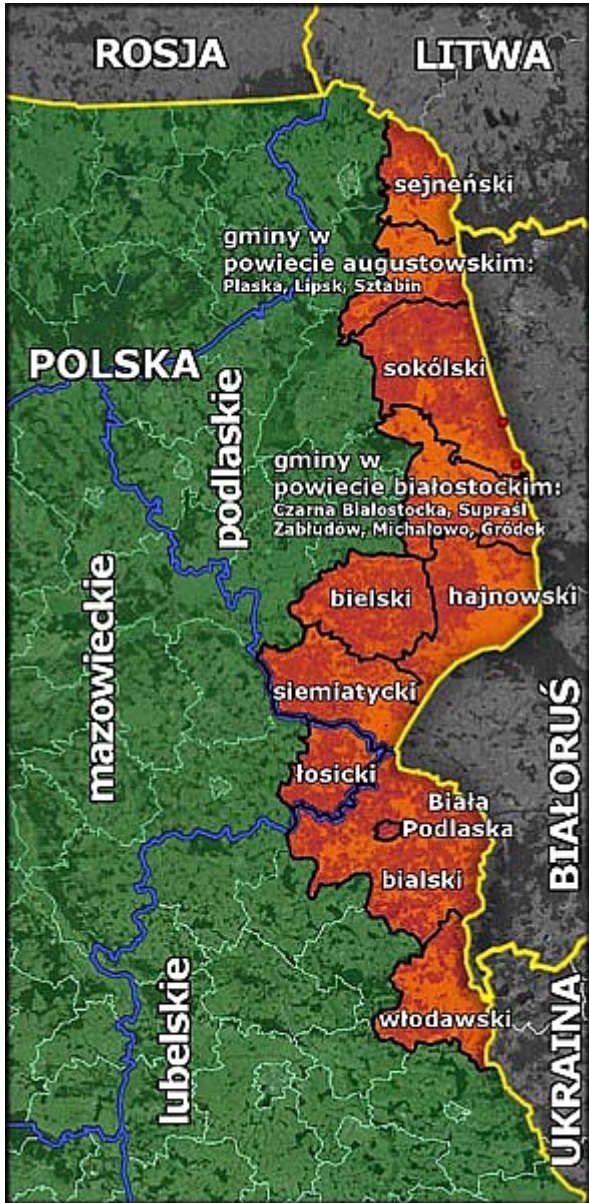 ROSJA
LITWA
sejneński
gminy w
powiecie augustowskim:
Płaska, Lipsk, Sztabin
POLSKA
sokólski
podlaskie
gminy w
powiecie białostockim:
Czarna Białostocka, Supraśl
Zabłudów, Michałowo, Gródek
bielski
hajnowski
mazowieckie
siemiatycki
łosicki
BIAŁORUŚ
Biała
Podlaska
bialski
lubelskie
włodawski
UKRAINA